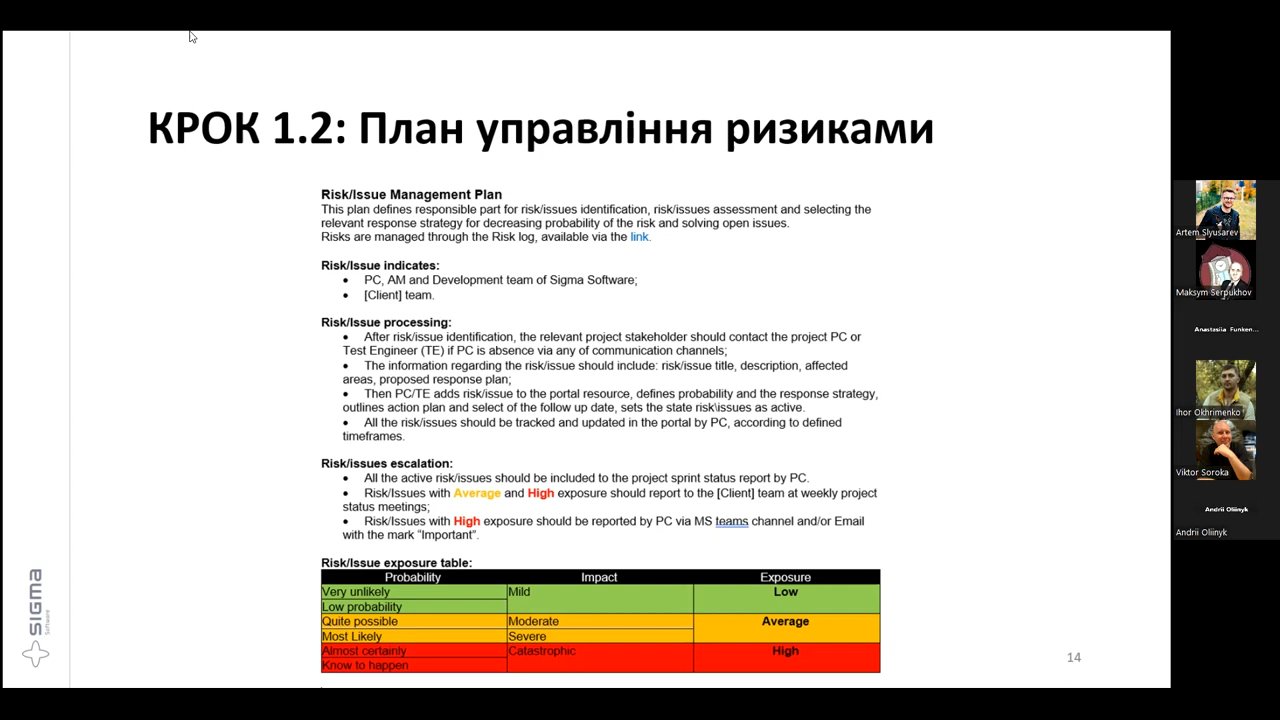 КРОК 1.2: План управління ризиками
Risk/Issue Management Plan
This plan defines responsible part for risk/issues identification, risk/issues assessment and selecting the
relevant response strategy for decreasing probability of the risk and solving open issues.
Risks are managed through the Risk log, available via the link.
Risk/Issue indicates:
• PC, AM and Development team of Sigma Software;
• [Client] team.
Risk/Issue processing:
• After risk/issue identification, the relevant project stakeholder should contact the project PC or
Test Engineer (TE) if PC is absence via any of communication channels;
• The information regarding the risk/issue should include: risk/issue title, description, affected
areas, proposed response plan;
• Then PC/TE adds risk/issue to the portal resource, defines probability and the response strategy,
outlines action plan and select of the follow up date, sets the state risk\issues as active.
• All the risk/issues should be tracked and updated in the portal by PC, according to defined
timeframes.
Risk/issues escalation:
• All the active risk/issues should be included to the project sprint status report by PC.
• Risk/Issues with Average and High exposure should report to the [Client] team at weekly project
status meetings;
• Risk/Issues with High exposure should be reported by PC via MS teams channel and/or Email
with the mark “Important”.
Risk/Issue exposure table:
Probability Impact Exposure
Very unlikely Mild Low
Low probability
Quite possible Moderate Average
Most Likely Severe
Almost certainly Catastrophic High
Know to happen
14
SIGMA
Software
Artem Slyusarev
Maksym Serpukhov
Anastasiia Funken...
Ihor Okhrimenko
Viktor Soroka
Andrii Oliinyk
Andrii Oliinyk